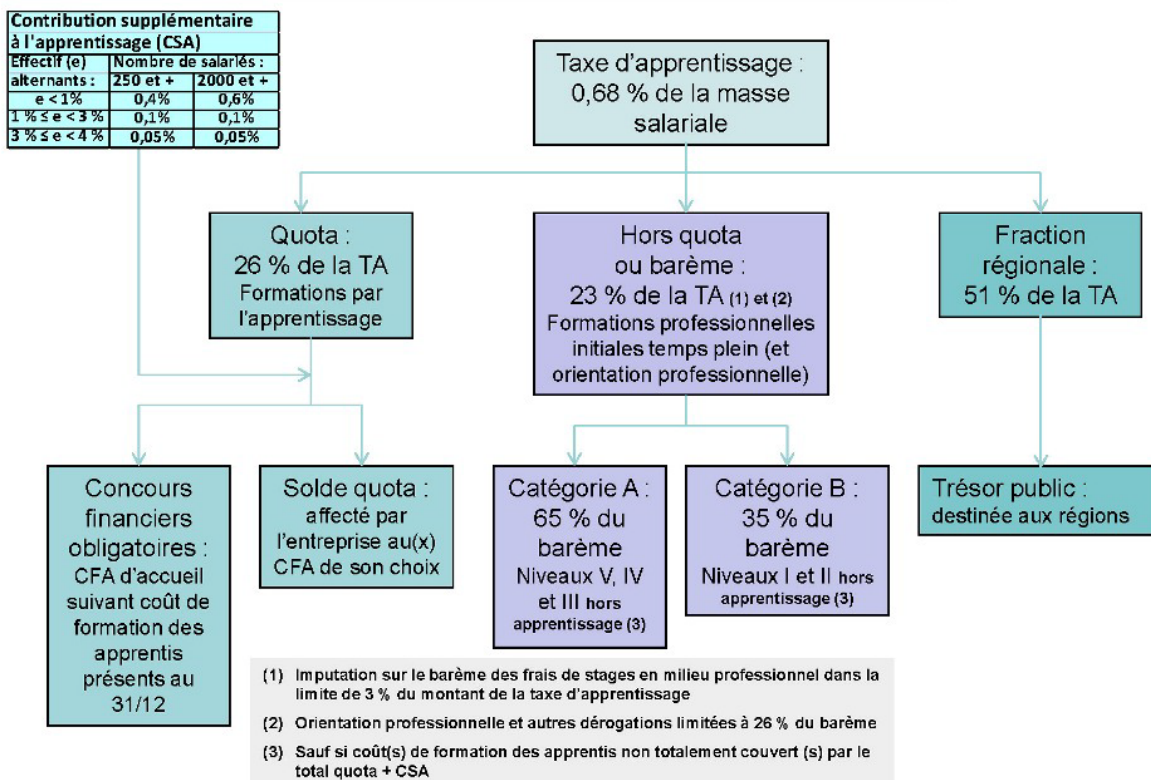 Contribution supplémentaire
à l'apprentissage (CSA)
Effectif (e) Nombre de salariés :
alternants : 250 et + 2000 et +
e < 1% 0,4% 0,6%
1 % ≤ e < 3 % 0,1% 0,1%
3 % ≤ e < 4 % 0,05% 0,05%
Taxe d'apprentissage :
0,68 % de la masse
salariale
Quota :
26 % de la TA
Formations par
l'apprentissage
Hors quota
ou barème :
23 % de la TA (1) et (2)
Formations professionnelles
initiales temps plein (et
orientation professionnelle)
Fraction
régionale :
51 % de la TA
Concours
financiers
obligatoires :
CFA d'accueil
suivant coût de
formation des
apprentis
présents au
31/12
Solde quota :
affecté par
l'entreprise au(x)
CFA de son choix
Catégorie A :
65 % du
barème
Niveaux V, IV
et III hors
apprentissage (3)
Catégorie B :
35 % du
barème
Niveaux I et II hors
apprentissage (3)
Trésor public :
destinée aux régions
(1) Imputation sur le barème des frais de stages en milieu professionnel dans la
limite de 3 % du montant de la taxe d'apprentissage
(2) Orientation professionnelle et autres dérogations limitées à 26 % du barème
(3) Sauf si coût(s) de formation des apprentis non totalement couvert (s) par le
total quota + CSA